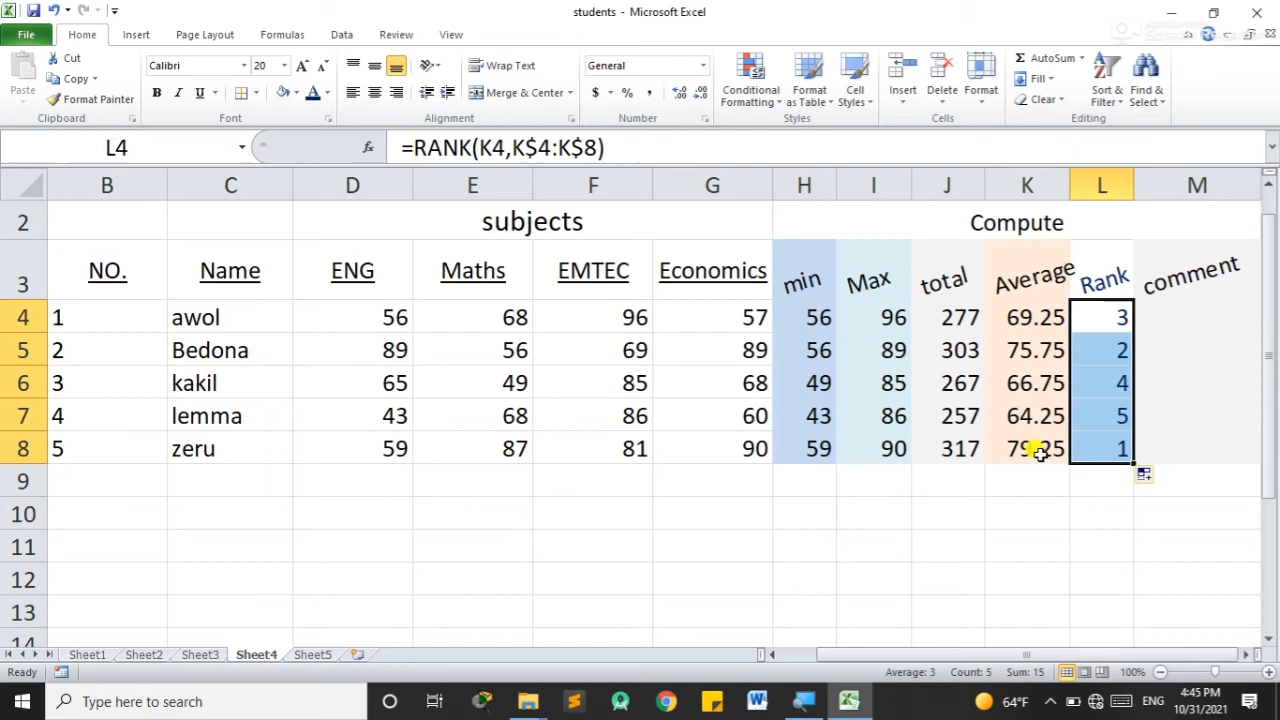 students - Microsoft Excel
File Home Insert Page Layout Formulas Data Review View
Paste
Cut
Copy
Format Painter
Clipboard
Calibri 20 A A
B I U A
Font
Wrap Text
Merge & Center
Alignment
General
$ % ,
Number
Conditional Formatting
Format as Table
Cell Styles
Styles
Insert Delete Format
Cells
Σ AutoSum
Fill
Clear
Sort & Filter
Find & Select
Editing
L4 fx =RANK(K4,K$4:K$8)
B C D E F G H I J K L M
2 subjects Compute
3 NO. Name ENG Maths EMTEC Economics min Max total Average Rank comment
4 1 awol 56 68 96 57 56 96 277 69.25 3
5 2 Bedona 89 56 69 89 56 89 303 75.75 2
6 3 kakil 65 49 85 68 49 85 267 66.75 4
7 4 lemma 43 68 86 60 43 86 257 64.25 5
8 5 zeru 59 87 81 90 59 90 317 79.25 1
9
10
11
12
13
14
Sheet1 Sheet2 Sheet3 Sheet4 Sheet5
Ready Average: 3 Count: 5 Sum: 15 100%
Type here to search 64°F ENG 4:45 PM
10/31/2021